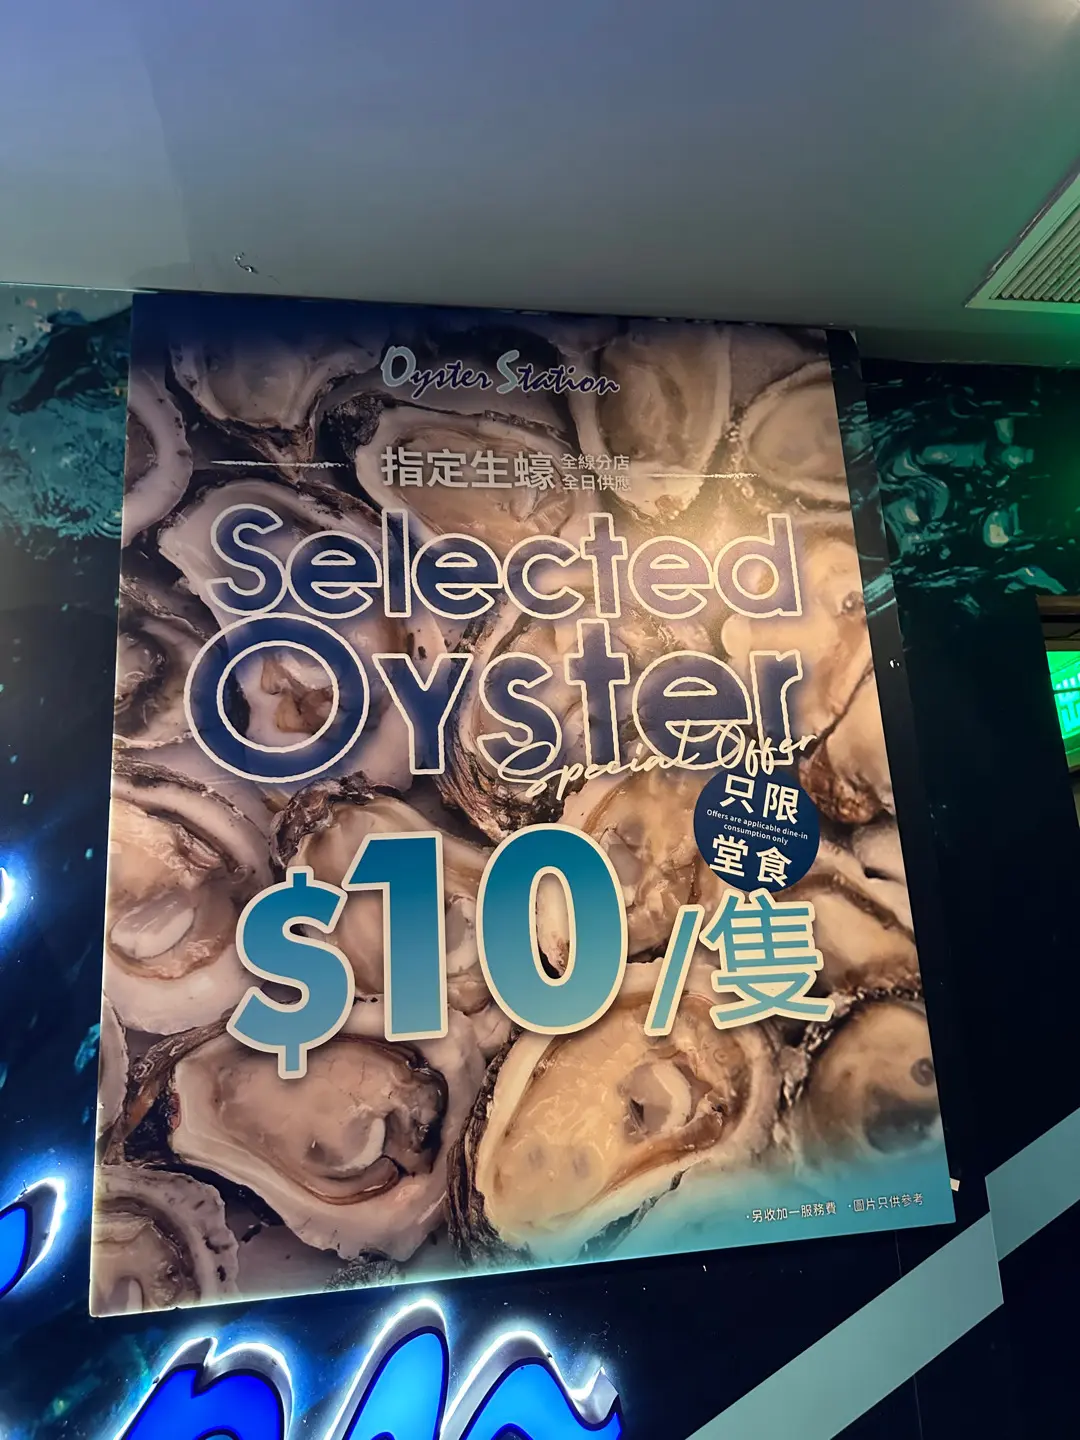 Oyster Station
指定生蠔 全線分店
全日供應
Selected
Oyster
Special Offer
只限
Offers are applicable dine-in
consumption only
堂食
$10/隻
·另收加一服務費 ·圖片只供參考